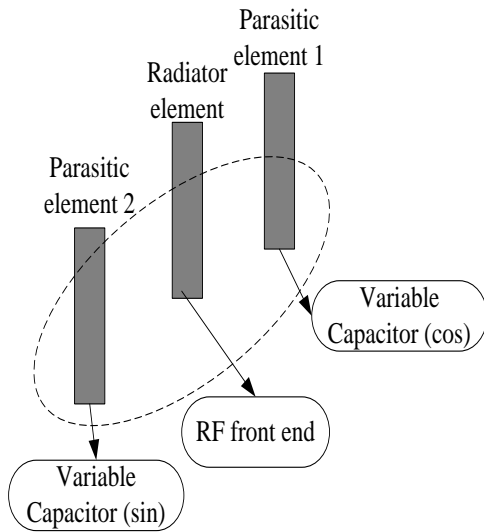 Parasitic
element 1
Radiator
element
Parasitic
element 2
Variable
Capacitor (cos)
RF front end
Variable
Capacitor (sin)